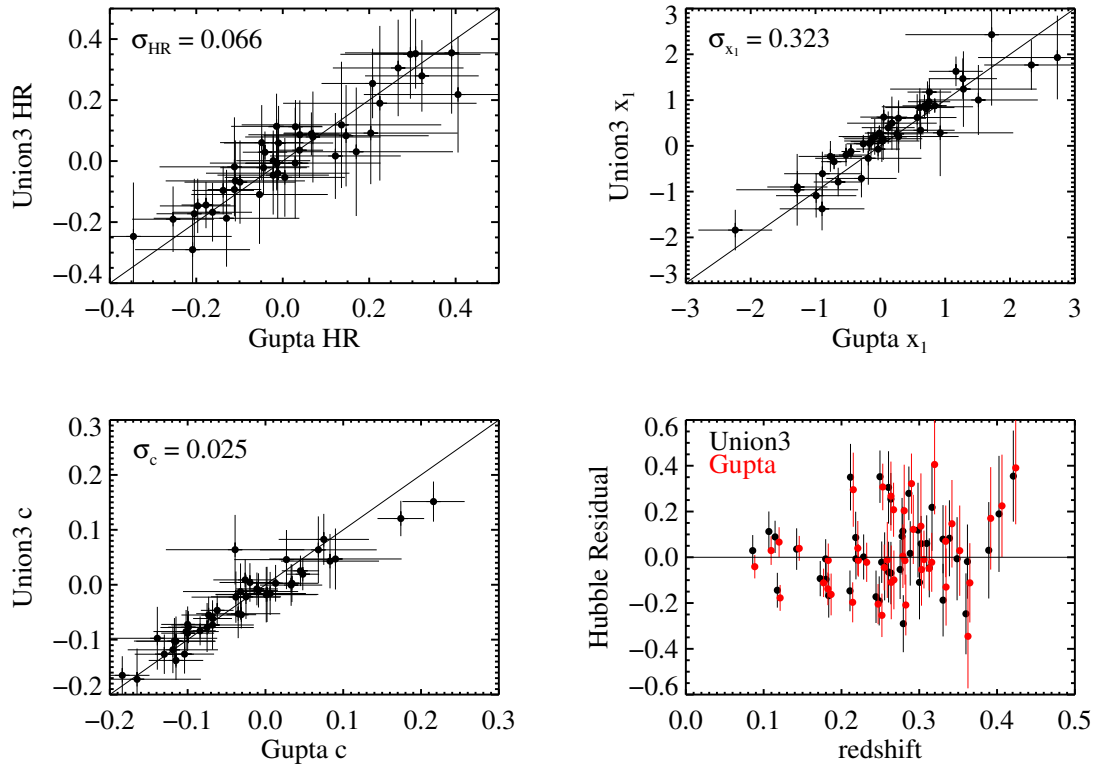 σHR = 0.066
Union3 HR
0.4
0.2
0.0
−0.2
−0.4
−0.4 −0.2 0.0 0.2 0.4
Gupta HR
σx1 = 0.323
Union3 x1
3
2
1
0
−1
−2
−3
−3 −2 −1 0 1 2 3
Gupta x1
σc = 0.025
Union3 c
0.3
0.2
0.1
0.0
−0.1
−0.2
−0.2 −0.1 0.0 0.1 0.2 0.3
Gupta c
Union3
Gupta
Hubble Residual
0.6
0.4
0.2
0.0
−0.2
−0.4
−0.6
0.0 0.1 0.2 0.3 0.4 0.5
redshift